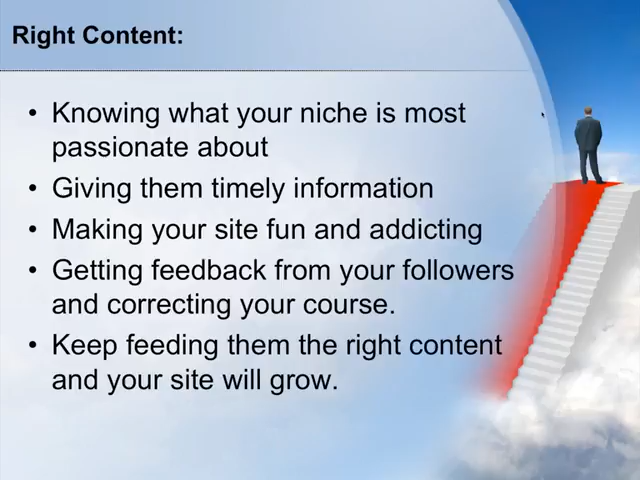 Right Content:
• Knowing what your niche is most
passionate about
• Giving them timely information
• Making your site fun and addicting
• Getting feedback from your followers
and correcting your course.
• Keep feeding them the right content
and your site will grow.